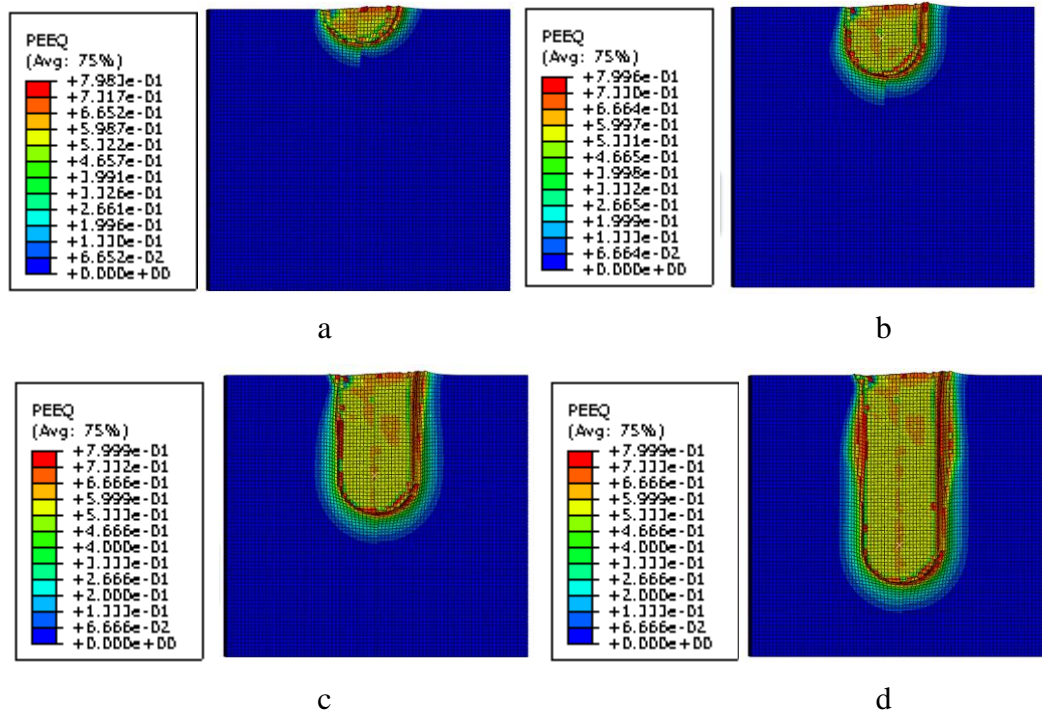 PEEQ
(Avg: 75%)
+7.983e-01
+7.317e-01
+6.652e-01
+5.987e-01
+5.322e-01
+4.657e-01
+3.991e-01
+3.326e-01
+2.661e-01
+1.996e-01
+1.330e-01
+6.652e-02
+0.000e+00
a
PEEQ
(Avg: 75%)
+7.996e-01
+7.330e-01
+6.664e-01
+5.997e-01
+5.331e-01
+4.665e-01
+3.998e-01
+3.332e-01
+2.665e-01
+1.999e-01
+1.333e-01
+6.664e-02
+0.000e+00
b
PEEQ
(Avg: 75%)
+7.999e-01
+7.332e-01
+6.666e-01
+5.999e-01
+5.333e-01
+4.666e-01
+4.000e-01
+3.333e-01
+2.666e-01
+2.000e-01
+1.333e-01
+6.666e-02
+0.000e+00
c
PEEQ
(Avg: 75%)
+7.999e-01
+7.333e-01
+6.666e-01
+5.999e-01
+5.333e-01
+4.666e-01
+4.000e-01
+3.333e-01
+2.666e-01
+2.000e-01
+1.333e-01
+6.666e-02
+0.000e+00
d